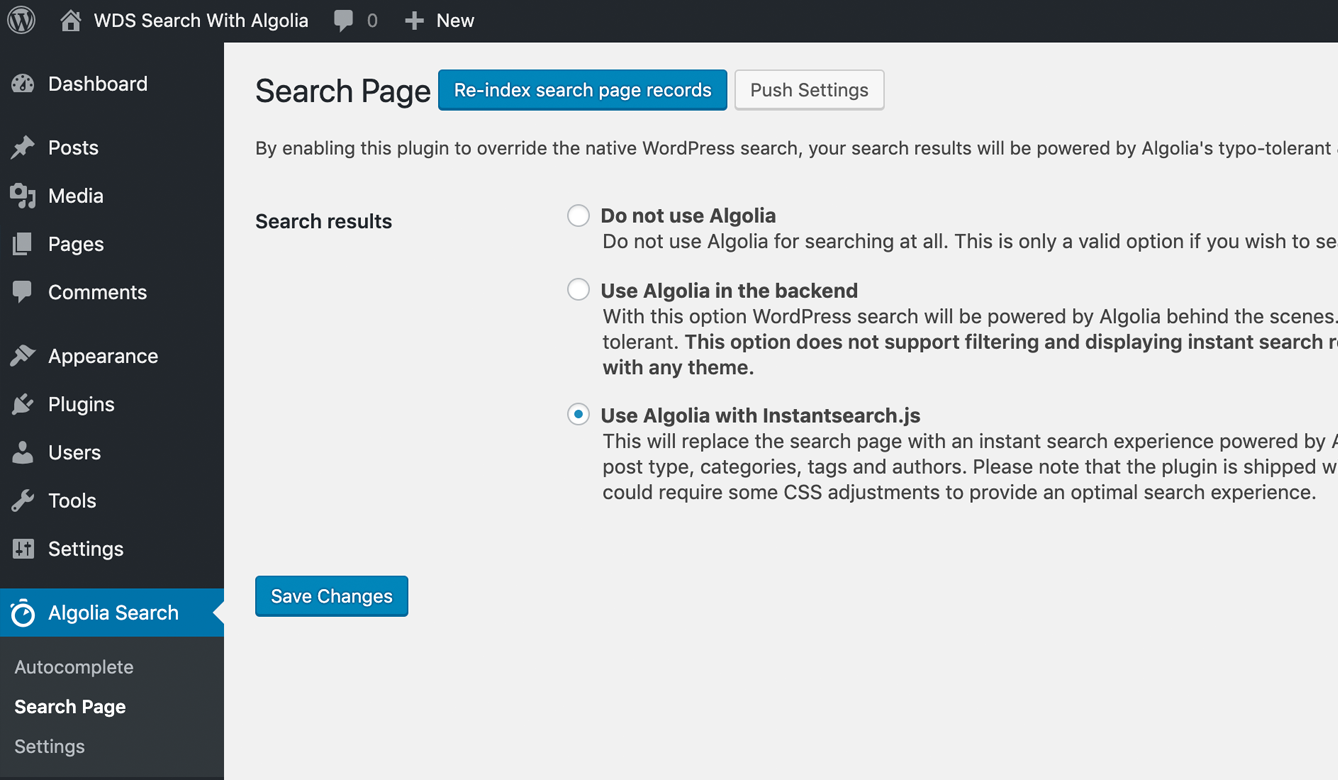 WDS Search With Algolia 0 New
Dashboard
Posts
Media
Pages
Comments
Appearance
Plugins
Users
Tools
Settings
Algolia Search
Autocomplete
Search Page
Settings
Search Page Re-index search page records Push Settings
By enabling this plugin to override the native WordPress search, your search results will be powered by Algolia's typo-tolerant
Search results
Do not use Algolia
Do not use Algolia for searching at all. This is only a valid option if you wish to
Use Algolia in the backend
With this option WordPress search will be powered by Algolia behind the scenes.
tolerant. This option does not support filtering and displaying instant search
with any theme.
Use Algolia with Instantsearch.js
This will replace the search page with an instant search experience powered by
post type, categories, tags and authors. Please note that the plugin is shipped
could require some CSS adjustments to provide an optimal search experience.
Save Changes